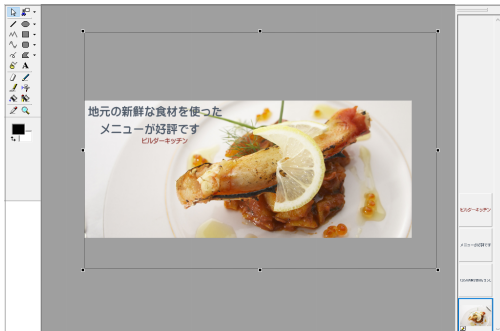 地元の新鮮な食材を使った
メニューが好評です
ビルダーキッチン
ビルダーキッチン
メニューが好評です